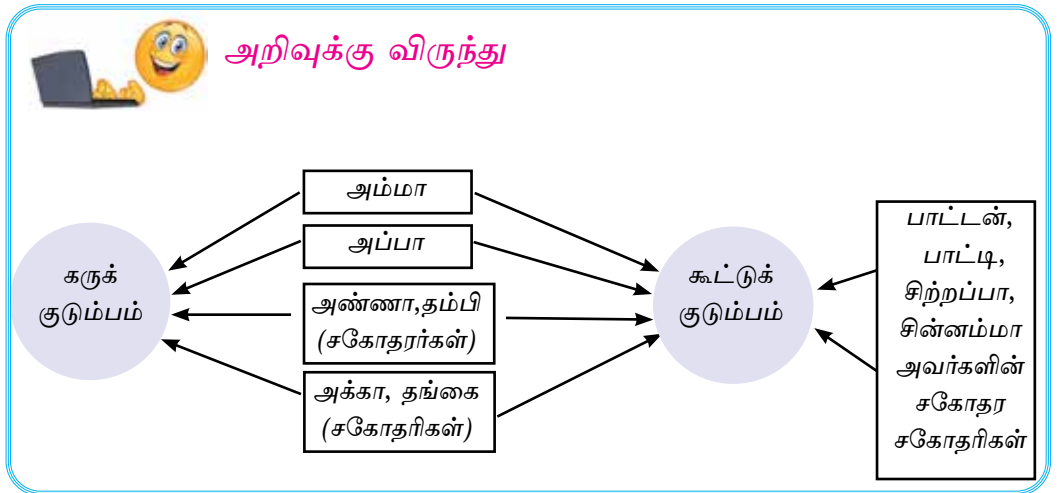 அறிவுக்கு விருந்து
அம்மா
அப்பா
அண்ணா,தம்பி
(சகோதரர்கள்)
அக்கா, தங்கை
(சகோதரிகள்)
கருக்
குடும்பம்
கூட்டுக்
குடும்பம்
பாட்டன்,
பாட்டி,
சிற்றப்பா,
சின்னம்மா
அவர்களின்
சகோதர
சகோதரிகள்